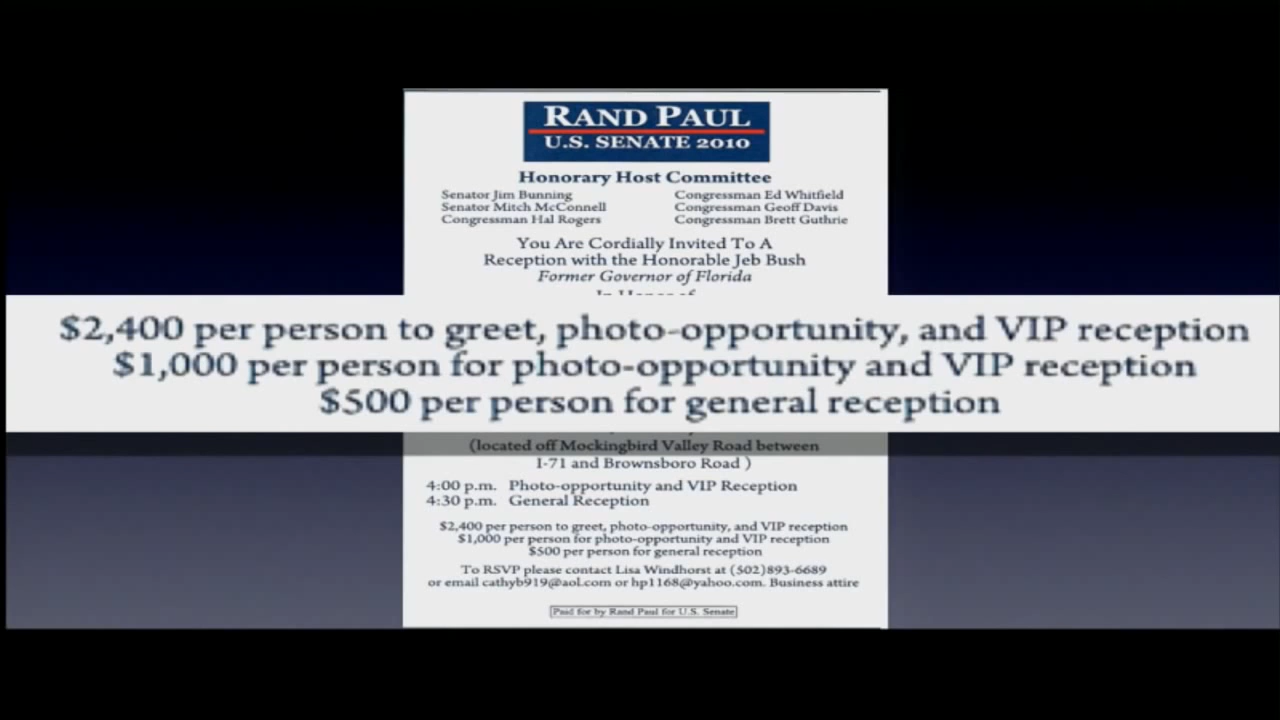 RAND PAUL
U.S. SENATE 2010
Honorary Host Committee
Senator Jim Bunning
Senator Mitch McConnell
Congressman Hal Rogers
Congressman Ed Whitfield
Congressman Geoff Davis
Congressman Brett Guthrie
You Are Cordially Invited To A
Reception with the Honorable Jeb Bush
Former Governor of Florida
In Honor of
$2,400 per person to greet, photo-opportunity, and VIP reception
$1,000 per person for photo-opportunity and VIP reception
$500 per person for general reception
(located off Mockingbird Valley Road between
I-71 and Brownsboro Road )
4:00 p.m. Photo-opportunity and VIP Reception
4:30 p.m. General Reception
$2,400 per person to greet, photo-opportunity, and VIP reception
$1,000 per person for photo-opportunity and VIP reception
$500 per person for general reception
To RSVP please contact Lisa Windhorst at (502)893-6689
or email cathyb919@aol.com or hp1168@yahoo.com. Business attire
Paid for by Rand Paul for U.S. Senate